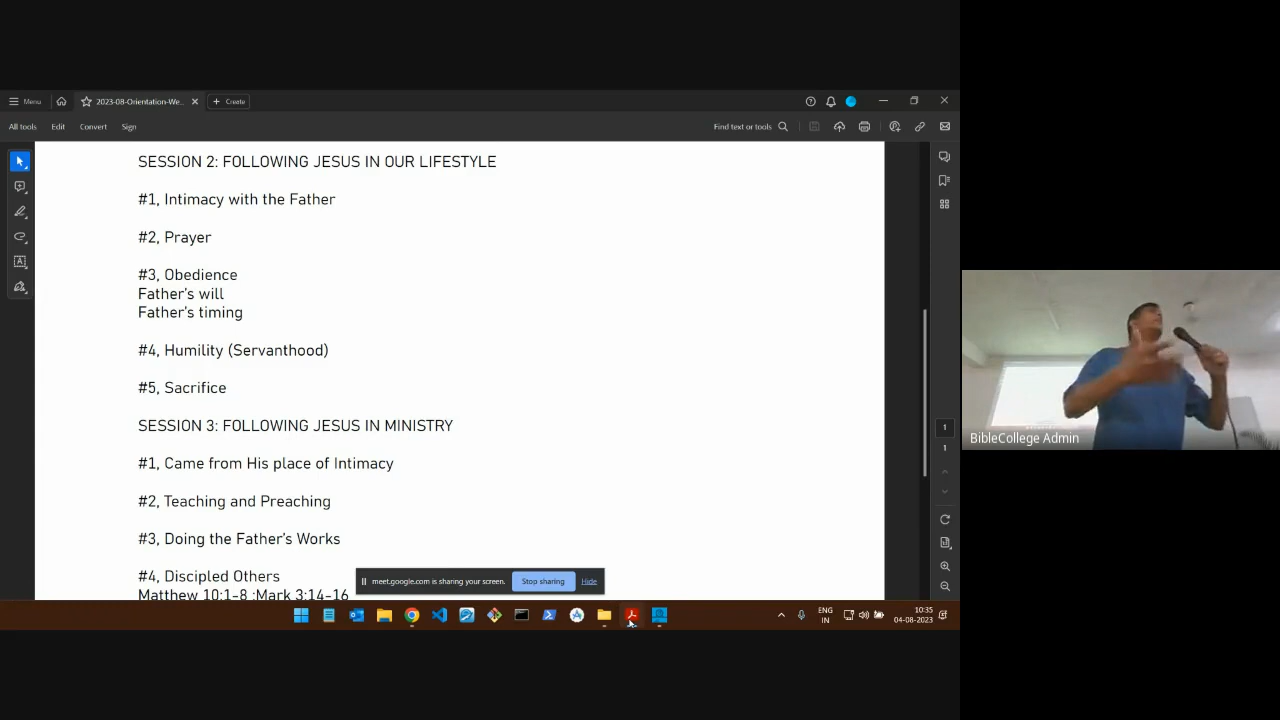 Menu
2023-08-Orientation-We...
Create
All tools
Edit
Convert
Sign
Find text or tools
SESSION 2: FOLLOWING JESUS IN OUR LIFESTYLE
#1, Intimacy with the Father
#2, Prayer
#3, Obedience
Father's will
Father's timing
#4, Humility (Servanthood)
#5, Sacrifice
SESSION 3: FOLLOWING JESUS IN MINISTRY
#1, Came from His place of Intimacy
#2, Teaching and Preaching
#3, Doing the Father's Works
#4, Discipled Others
Matthew 10:1-8 ;Mark 3:14-16
1
1
meet.google.com is sharing your screen.
Stop sharing
Hide
BibleCollege Admin
ENG
IN
10:35
04-08-2023